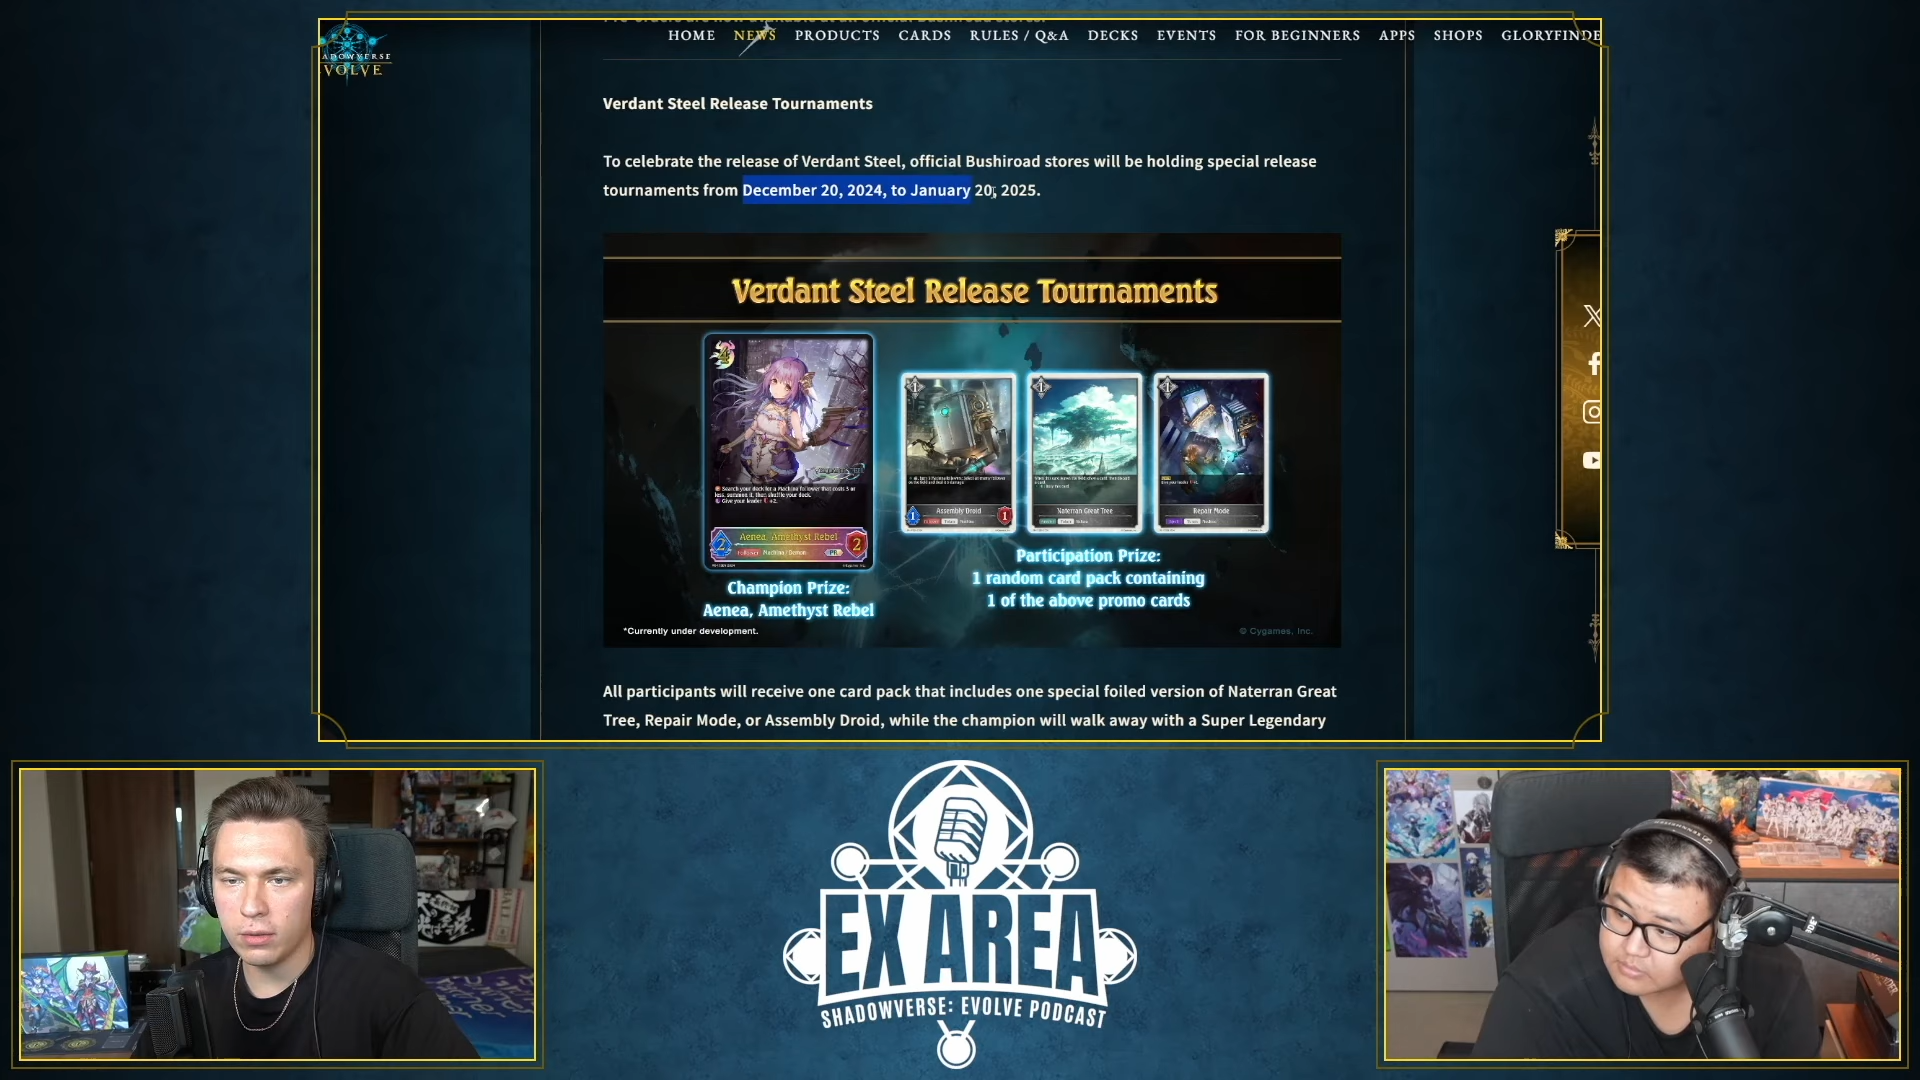 HOME NEWS PRODUCTS CARDS RULES / Q&A DECKS EVENTS FOR BEGINNERS APPS SHOPS GLORYFINDE
ADOWVERSE
VOLVE
Verdant Steel Release Tournaments
To celebrate the release of Verdant Steel, official Bushiroad stores will be holding special release
tournaments from December 20, 2024, to January 20, 2025.
Verdant Steel Release Tournaments
Aenea, Amethyst Rebel
Assembly Droid
Naterran Great Tree
Repair Mode
Champion Prize:
Aenea, Amethyst Rebel
Participation Prize:
1 random card pack containing
1 of the above promo cards
*Currently under development.
© Cygames, Inc.
All participants will receive one card pack that includes one special foiled version of Naterran Great
Tree, Repair Mode, or Assembly Droid, while the champion will walk away with a Super Legendary
EX AREA
SHADOWVERSE: EVOLVE PODCAST